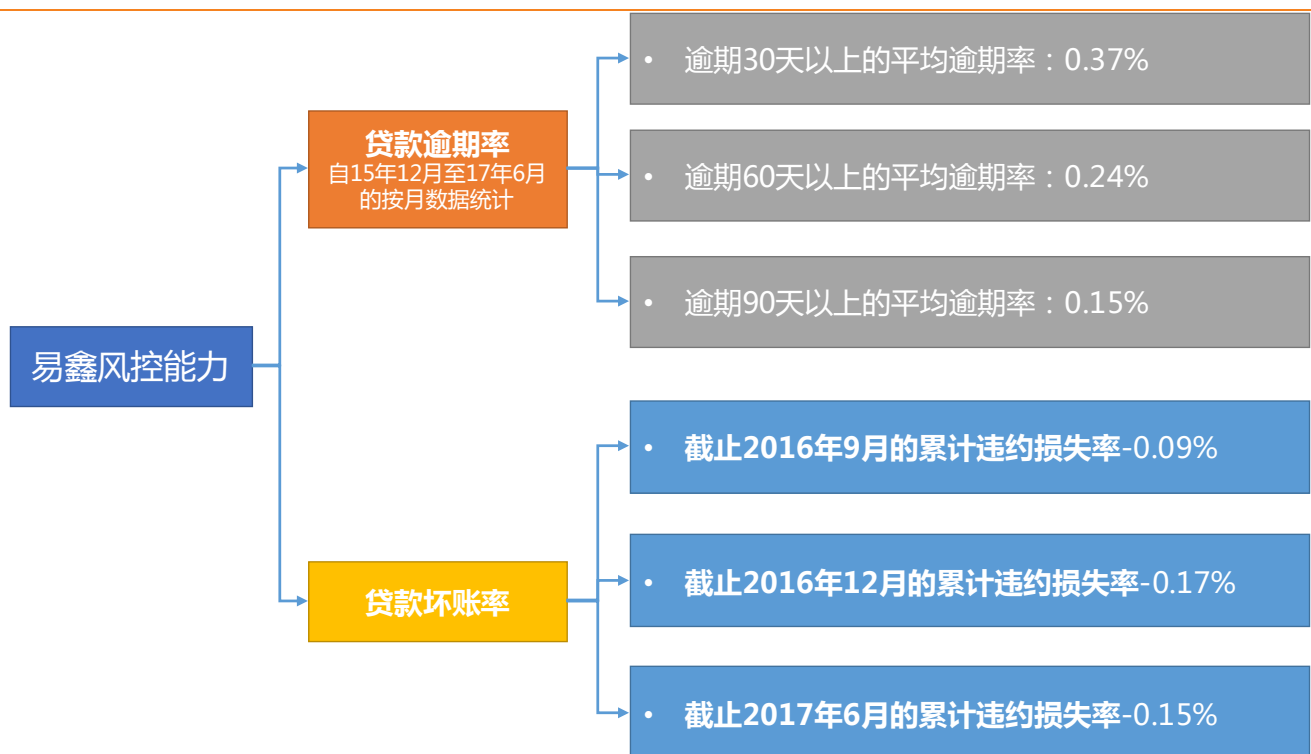 易鑫风控能力
贷款逾期率
自15年12月至17年6月
的按月数据统计
• 逾期30天以上的平均逾期率：0.37%
• 逾期60天以上的平均逾期率：0.24%
• 逾期90天以上的平均逾期率：0.15%
贷款坏账率
• 截止2016年9月的累计违约损失率-0.09%
• 截止2016年12月的累计违约损失率-0.17%
• 截止2017年6月的累计违约损失率-0.15%